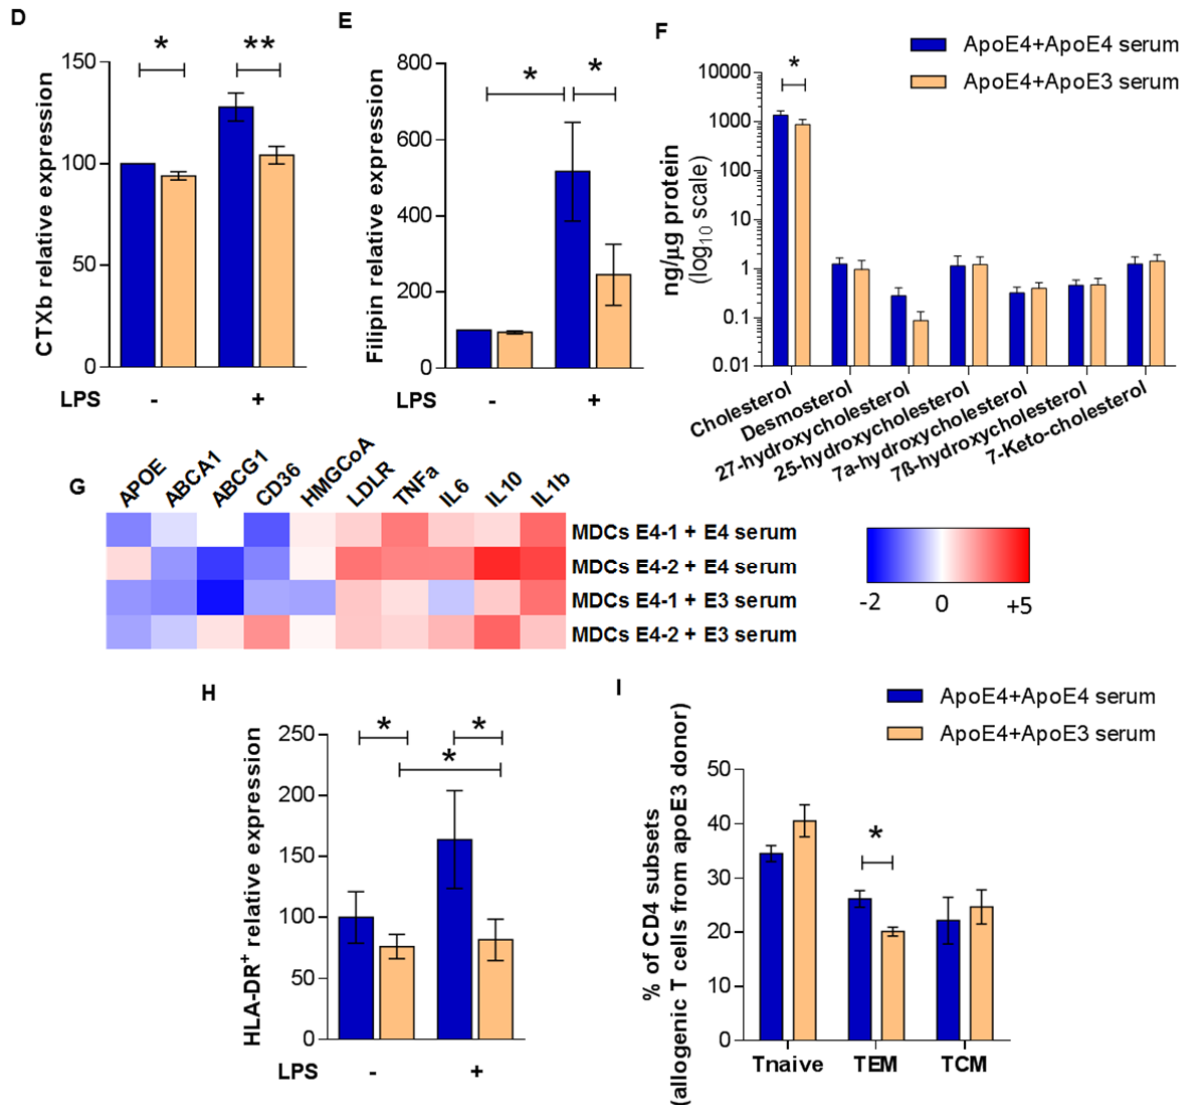 D
CTXb relative expression
150
100
50
0
*
**
LPS - +
E
Filipin relative expression
800
600
400
200
0
*
*
LPS - +
F
ApoE4+ApoE4 serum
ApoE4+ApoE3 serum
ng/µg protein
(log10 scale)
10000
1000
100
10
1
0.1
0.01
*
Cholesterol
Desmosterol
27-hydroxycholesterol
25-hydroxycholesterol
7a-hydroxycholesterol
7ß-hydroxycholesterol
7-Keto-cholesterol
G
APOE ABCA1 ABCG1 CD36 HMGCoA LDLR TNFa IL6 IL10 IL1b
MDCs E4-1 + E4 serum
MDCs E4-2 + E4 serum
MDCs E4-1 + E3 serum
MDCs E4-2 + E3 serum
-2 0 +5
H
HLA-DR+ relative expression
250
200
150
100
50
0
* *
*
LPS - +
I
ApoE4+ApoE4 serum
ApoE4+ApoE3 serum
% of CD4 subsets
(allogenic T cells from apoE3 donor)
50
40
30
20
10
0
*
Tnaive TEM TCM